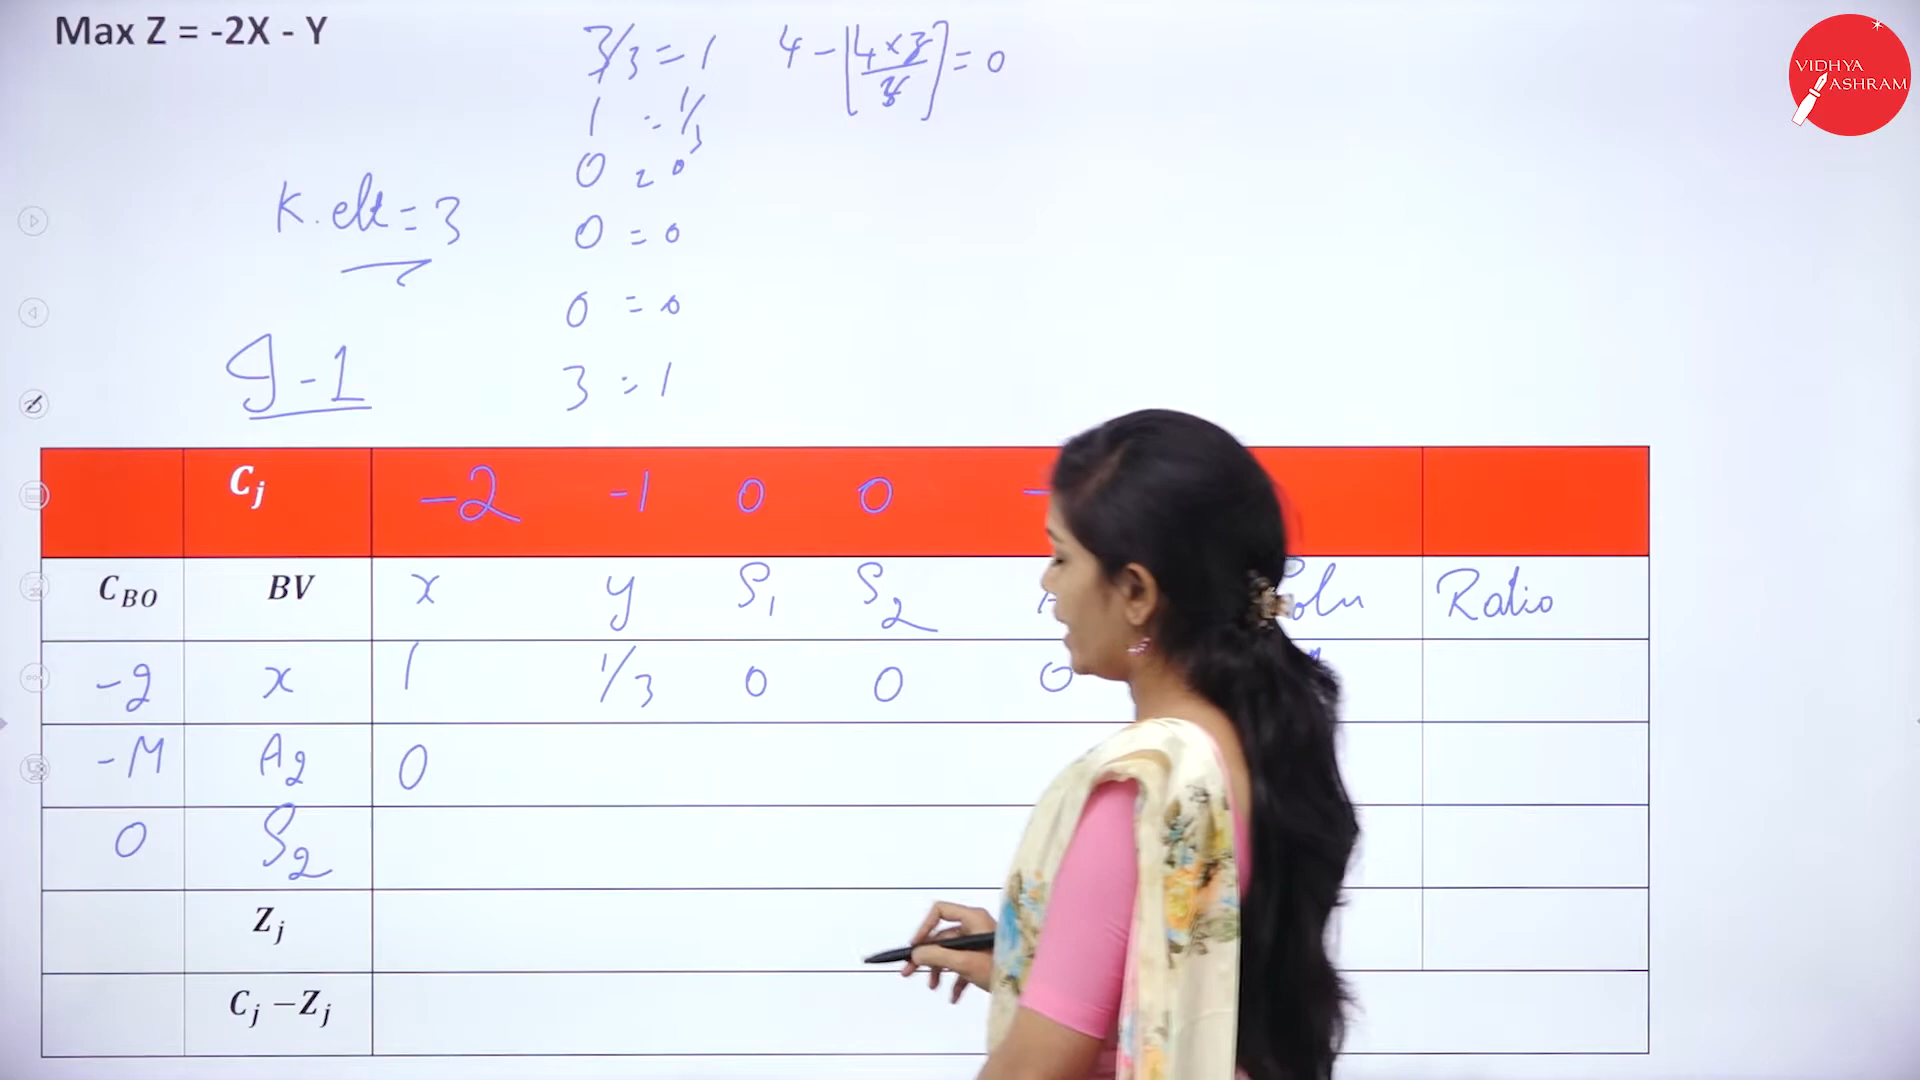 Max Z = -2X - Y
VIDHYA
ASHRAM
3/3 = 1
4 - [4 × 3 / 3] = 0
1 = 1/3
0 = 0
K.elt = 3
0 = 0
0 = 0
I-1
3 = 1
Cj -2 -1 0 0 -
CBO BV x y S1 S2 Soln Ratio
-2 x 1 1/3 0 0 0
-M A2 0
0 S2
Zj
Cj −Zj